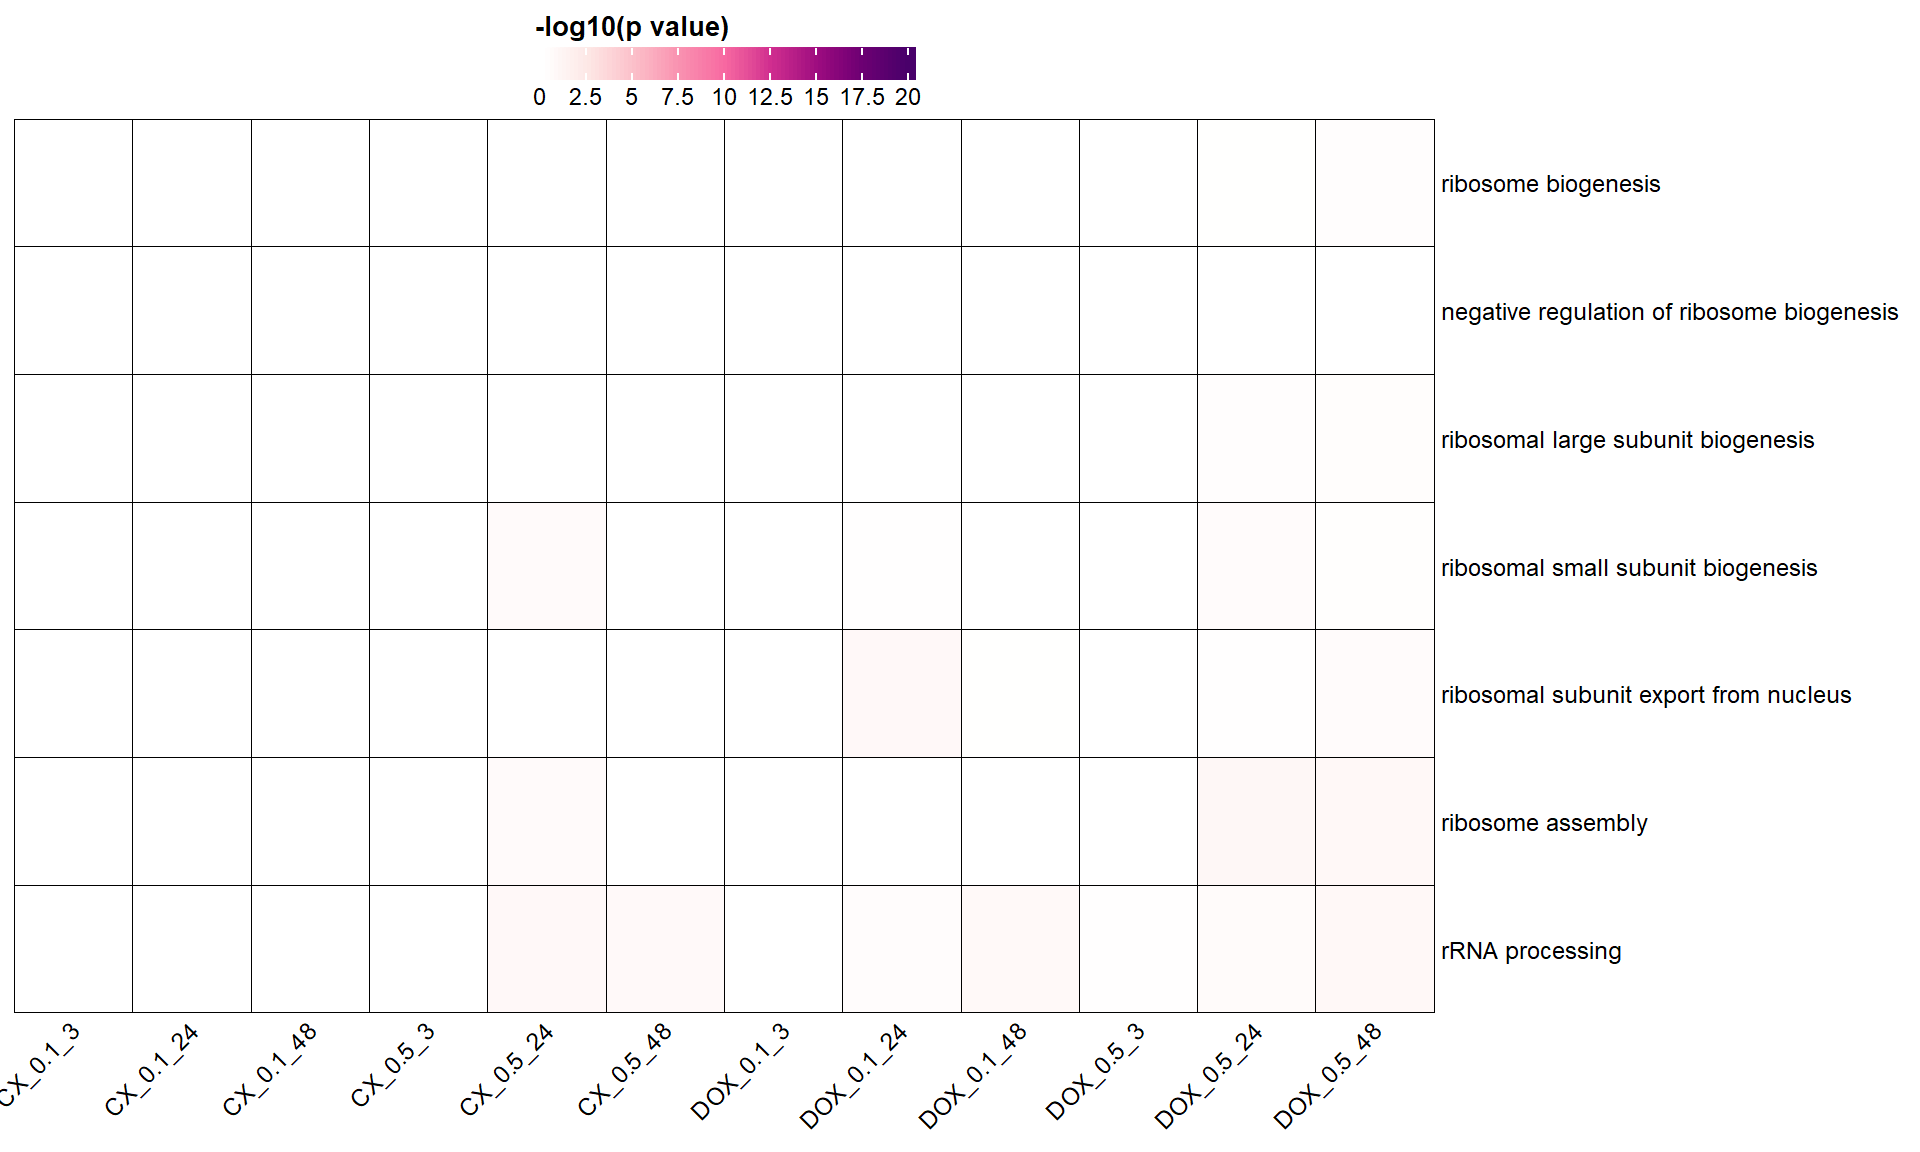 -log10(p value)
0 2.5 5 7.5 10 12.5 15 17.5 20
ribosome biogenesis
negative regulation of ribosome biogenesis
ribosomal large subunit biogenesis
ribosomal small subunit biogenesis
ribosomal subunit export from nucleus
ribosome assembly
rRNA processing
CX_0.1_3
CX_0.1_24
CX_0.1_48
CX_0.5_3
CX_0.5_24
CX_0.5_48
DOX_0.1_3
DOX_0.1_24
DOX_0.1_48
DOX_0.5_3
DOX_0.5_24
DOX_0.5_48